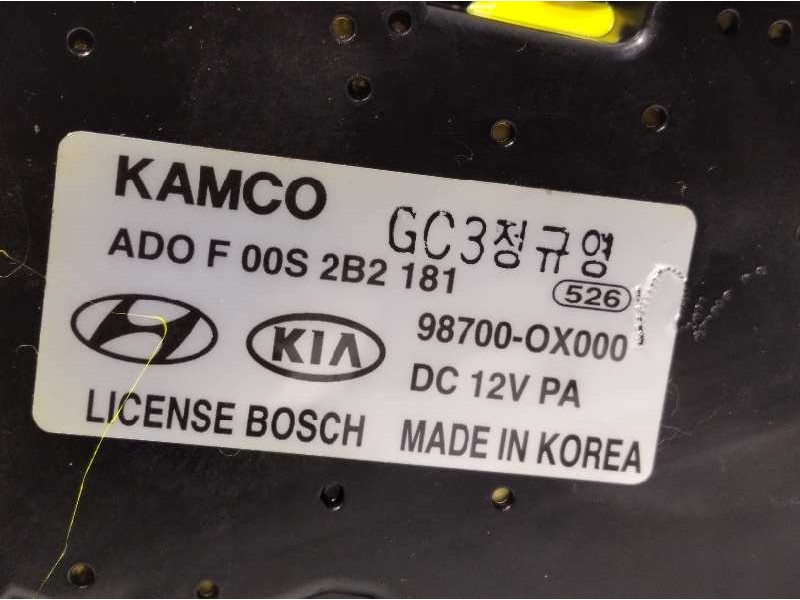 KAMCO
GC3정규영
ADO F 00S 2B2 181
526
KIA
98700-OX000
DC 12V PA
LICENSE BOSCH
MADE IN KOREA